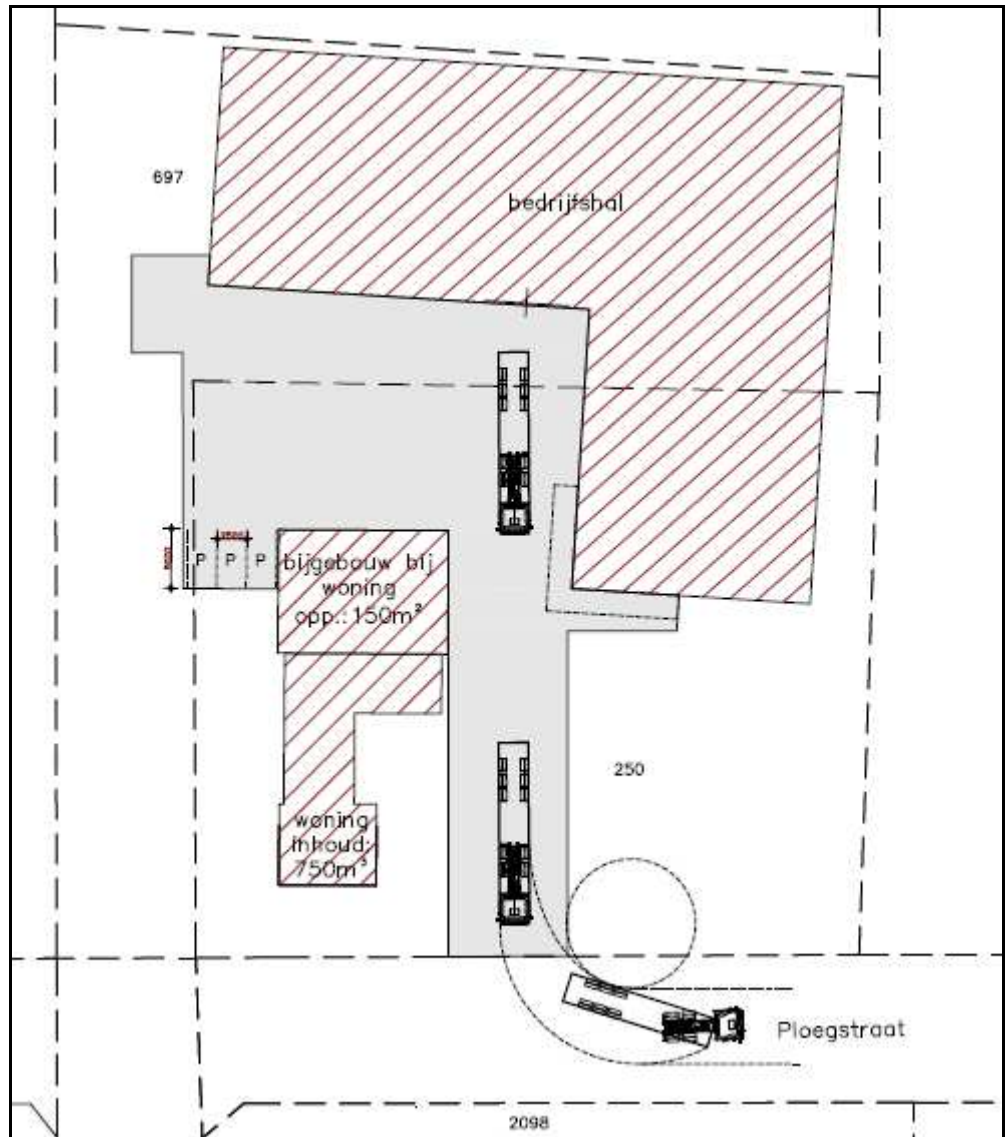 697
bedrijfshal
P P P
bijgebouw bij
woning
opp.: 150m²
250
woning
inhoud:
750m³
Ploegstraat
2098